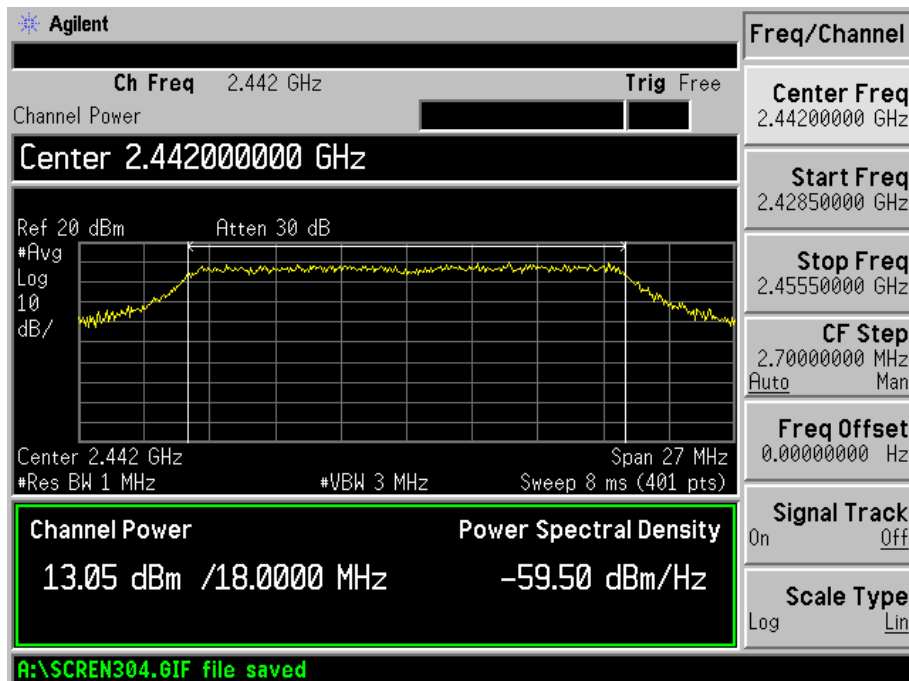 Agilent
Freq/Channel
Ch Freq 2.442 GHz Trig Free
Channel Power
Center 2.442000000 GHz
Ref 20 dBm Atten 30 dB
#Avg
Log
10
dB/
Center 2.442 GHz Span 27 MHz
#Res BW 1 MHz #VBW 3 MHz Sweep 8 ms (401 pts)
Channel Power Power Spectral Density
13.05 dBm /18.0000 MHz -59.50 dBm/Hz
A:\SCREN304.GIF file saved
Center Freq
2.44200000 GHz
Start Freq
2.42850000 GHz
Stop Freq
2.45550000 GHz
CF Step
2.70000000 MHz
Auto Man
Freq Offset
0.00000000 Hz
Signal Track
On Off
Scale Type
Log Lin